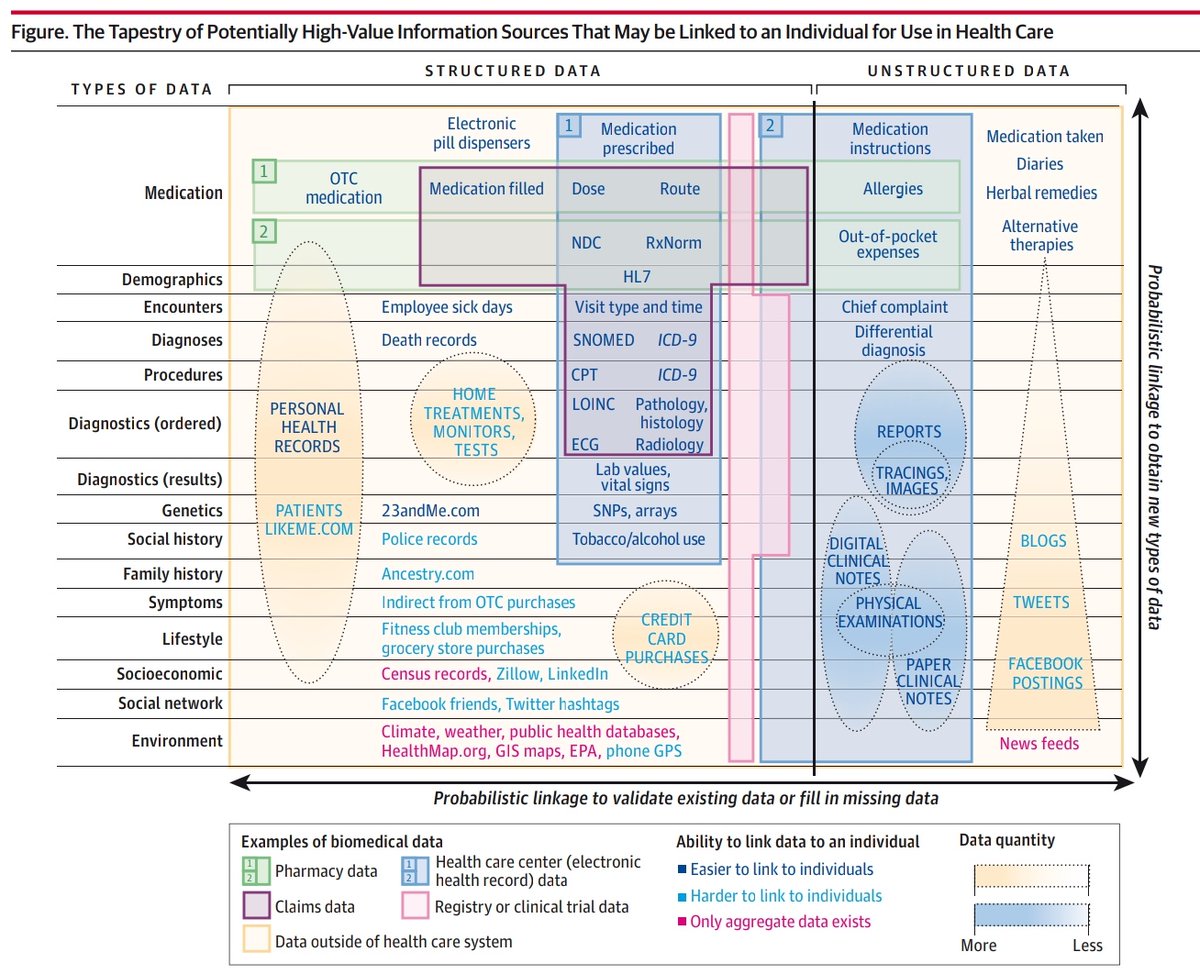 Figure. The Tapestry of Potentially High-Value Information Sources That May be Linked to an Individual for Use in Health Care
STRUCTURED DATA
UNSTRUCTURED DATA
TYPES OF DATA
Electronic
pill dispensers
1
Medication
prescribed
2
Medication
instructions
Medication taken
Diaries
Herbal remedies
Alternative
therapies
Medication
1
OTC
medication
Medication filled
Dose
Route
Allergies
2
NDC
RxNorm
Out-of-pocket
expenses
Demographics
HL7
Encounters
Employee sick days
Visit type and time
Chief complaint
Diagnoses
Death records
SNOMED
ICD-9
Differential
diagnosis
Procedures
CPT
ICD-9
Diagnostics (ordered)
PERSONAL
HEALTH
RECORDS
HOME
TREATMENTS,
MONITORS,
TESTS
LOINC
Pathology,
histology
ECG
Radiology
REPORTS
Diagnostics (results)
Lab values,
vital signs
TRACINGS,
IMAGES
Genetics
PATIENTS
LIKEME.COM
23andMe.com
SNPs, arrays
Social history
Police records
Tobacco/alcohol use
DIGITAL
CLINICAL
NOTES
BLOGS
Family history
Ancestry.com
Symptoms
Indirect from OTC purchases
PHYSICAL
EXAMINATIONS
TWEETS
Lifestyle
Fitness club memberships,
grocery store purchases
CREDIT
CARD
PURCHASES
Socioeconomic
Census records, Zillow, LinkedIn
PAPER
CLINICAL
NOTES
FACEBOOK
POSTINGS
Social network
Facebook friends, Twitter hashtags
Environment
Climate, weather, public health databases,
HealthMap.org, GIS maps, EPA, phone GPS
News feeds
Probabilistic linkage to obtain new types of data
Probabilistic linkage to validate existing data or fill in missing data
Examples of biomedical data
1
2
Pharmacy data
1
2
Health care center (electronic
health record) data
Claims data
Registry or clinical trial data
Data outside of health care system
Ability to link data to an individual
Easier to link to individuals
Harder to link to individuals
Only aggregate data exists
Data quantity
More
Less